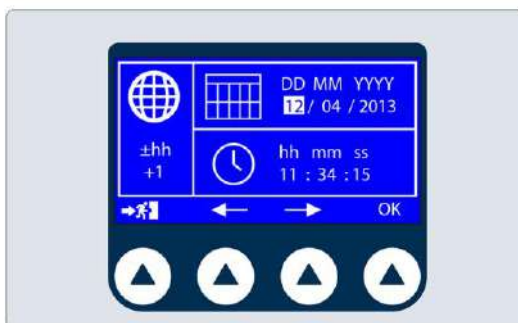 DD MM YYYY
12 / 04 / 2013
±hh
+1
hh mm ss
11 : 34 : 15
OK